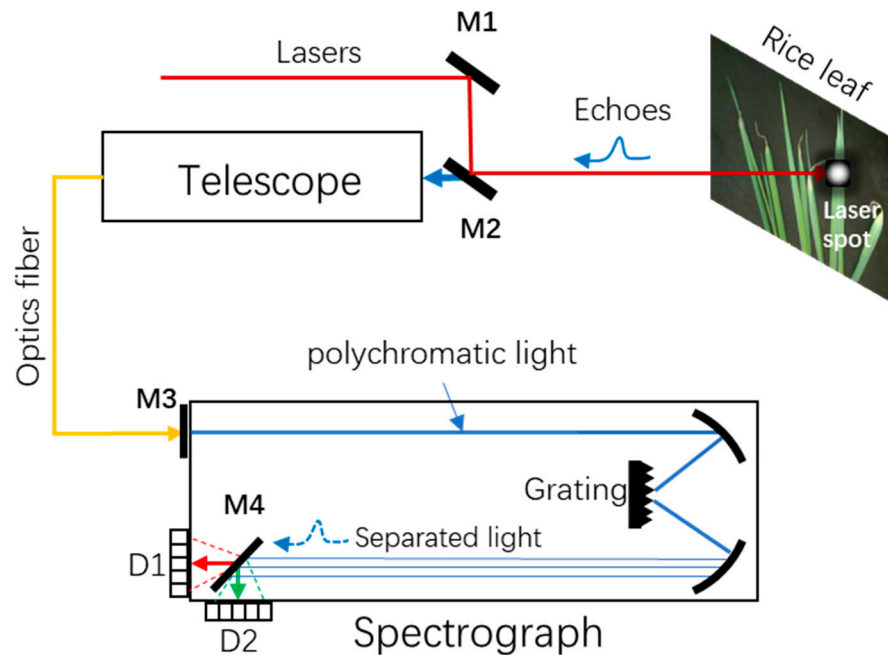 M1
Lasers
Rice leaf
Echoes
Telescope
M2
Laser
spot
Optics fiber
polychromatic light
M3
Grating
M4
Separated light
D1
D2
Spectrograph